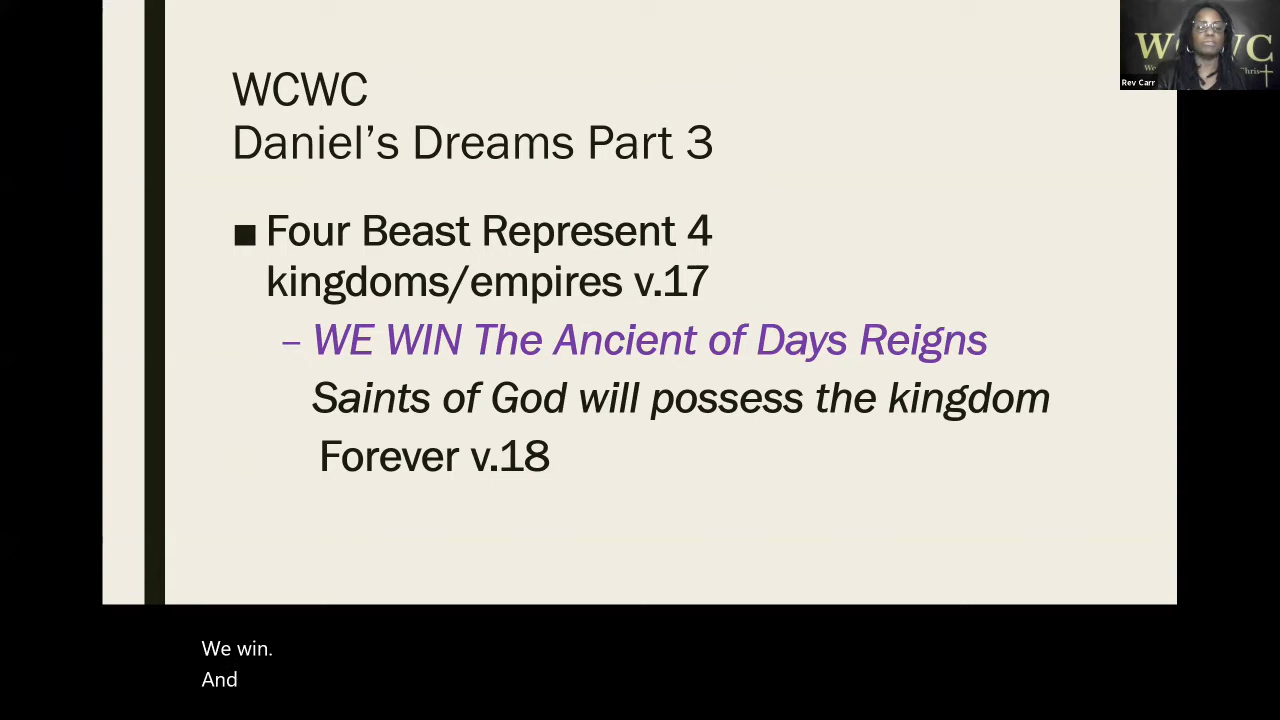 WCWC
Daniel's Dreams Part 3
■ Four Beast Represent 4
kingdoms/empires v.17
– WE WIN The Ancient of Days Reigns
Saints of God will possess the kingdom
Forever v.18
Rev Carr
We win.
And